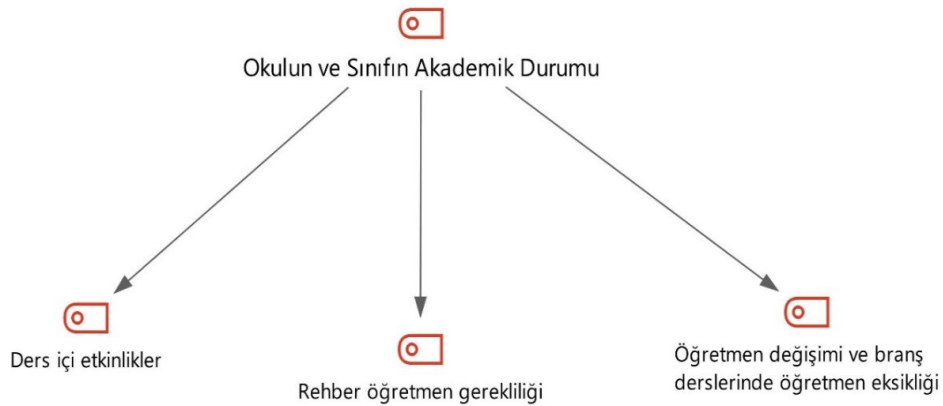 Okulun ve Sınıfın Akademik Durumu
Ders içi etkinlikler
Rehber öğretmen gerekliliği
Öğretmen değişimi ve branş
derslerinde öğretmen eksikliği